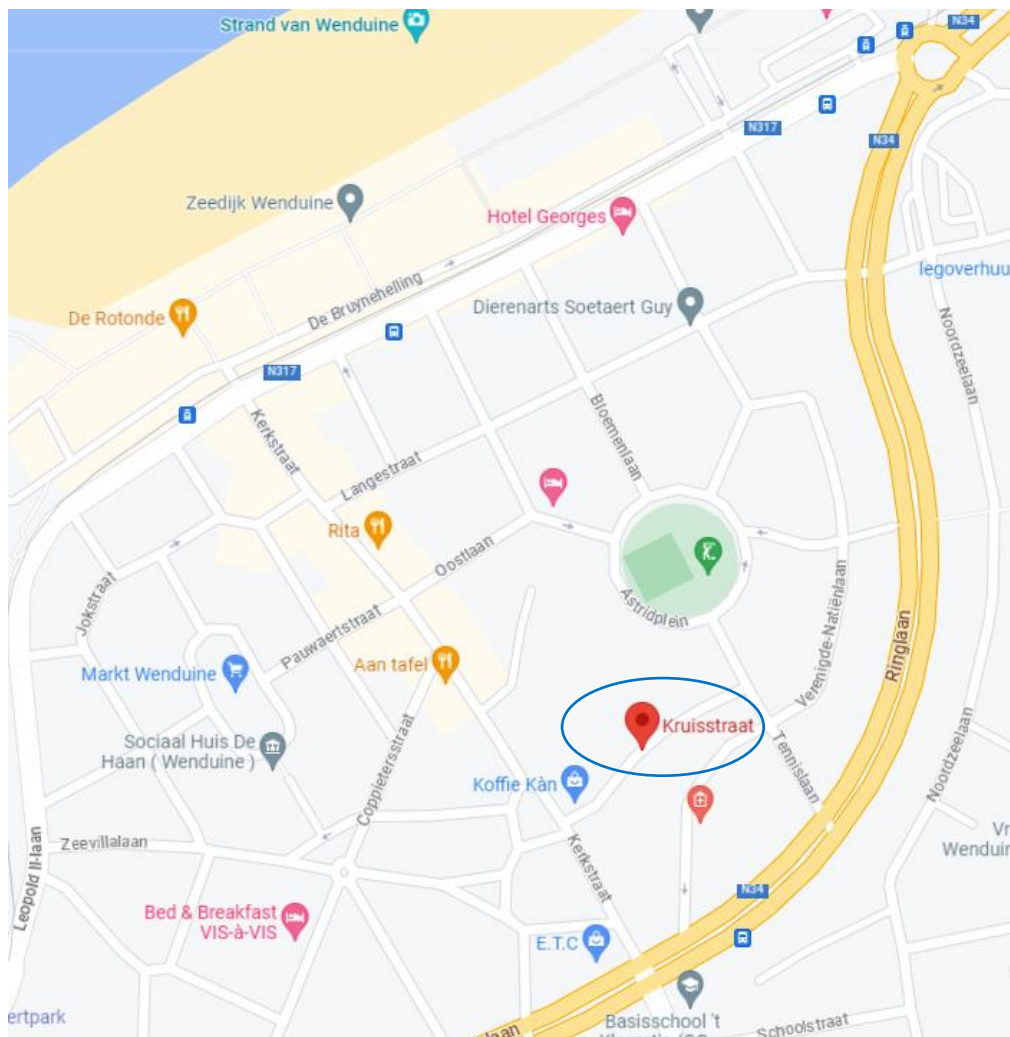 Strand van Wenduine
N34
N317
N34
Zeedijk Wenduine
Hotel Georges
legoverhuu
De Bruynehelling
Dierenarts Soetaert Guy
De Rotonde
Noordzeelaan
N317
Bloemenlaan
Kerkstraat
Langestraat
Rita
Oostlaan
Jokstraat
Astridplein
Verenigde-Natiënlaan
Ringlaan
Pauwaertstraat
Aan tafel
Markt Wenduine
Kruisstraat
Noordzeelaan
Sociaal Huis De
Haan ( Wenduine )
Coppietersstraat
Tennislaan
Koffie Kàn
Zeevillalaan
Kerkstraat
Vr
Wenduin
Leopold II-laan
N34
Bed & Breakfast
VIS-à-VIS
E.T.C
ertpark
Basisschool 't
Schoolstraat
laan